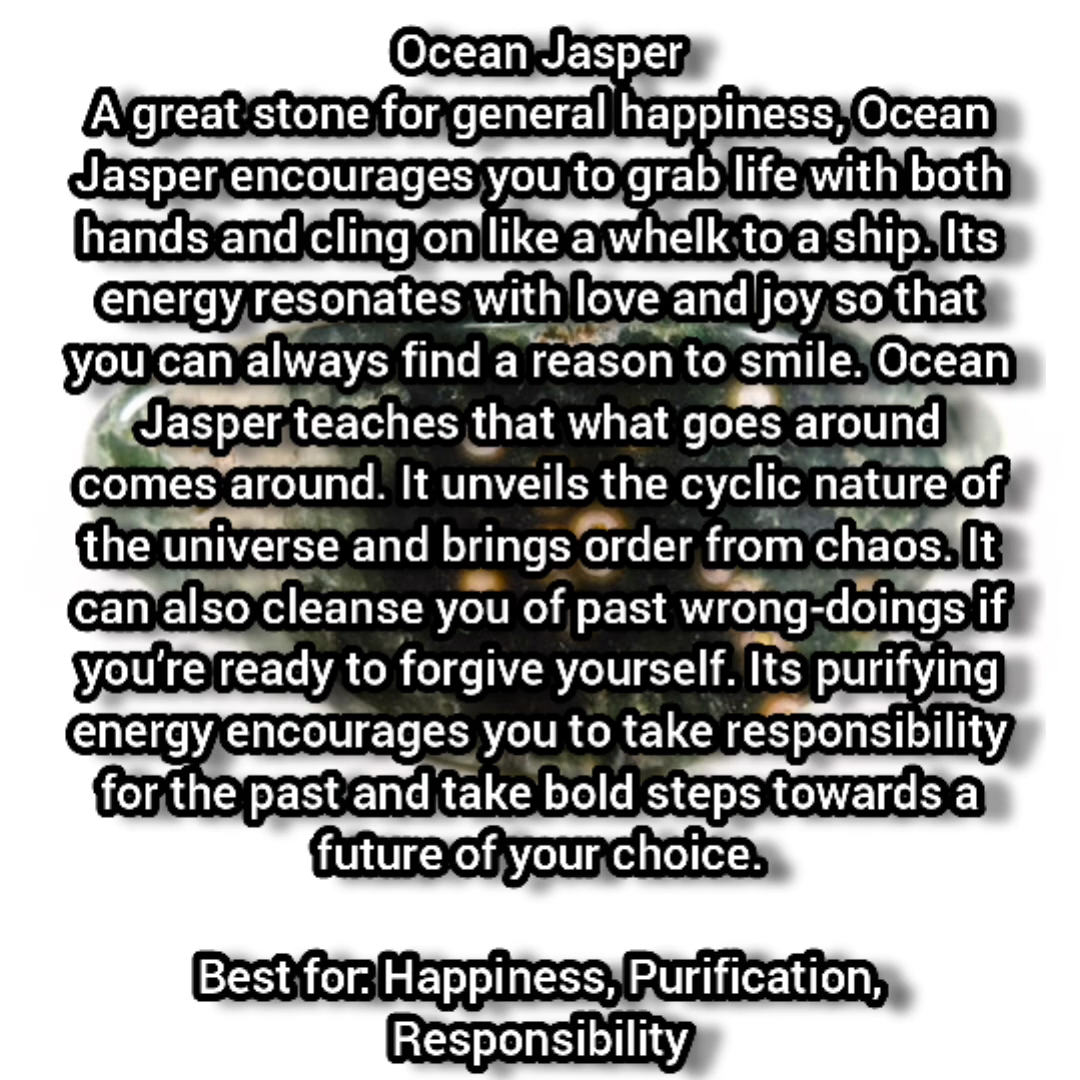 Ocean Jasper
A great stone for general happiness, Ocean
Jasper encourages you to grab life with both
hands and cling on like a whelk to a ship. Its
energy resonates with love and joy so that
you can always find a reason to smile. Ocean
Jasper teaches that what goes around
comes around. It unveils the cyclic nature of
the universe and brings order from chaos. It
can also cleanse you of past wrong-doings if
you’re ready to forgive yourself. Its purifying
energy encourages you to take responsibility
for the past and take bold steps towards a
future of your choice.
Best for: Happiness, Purification,
Responsibility